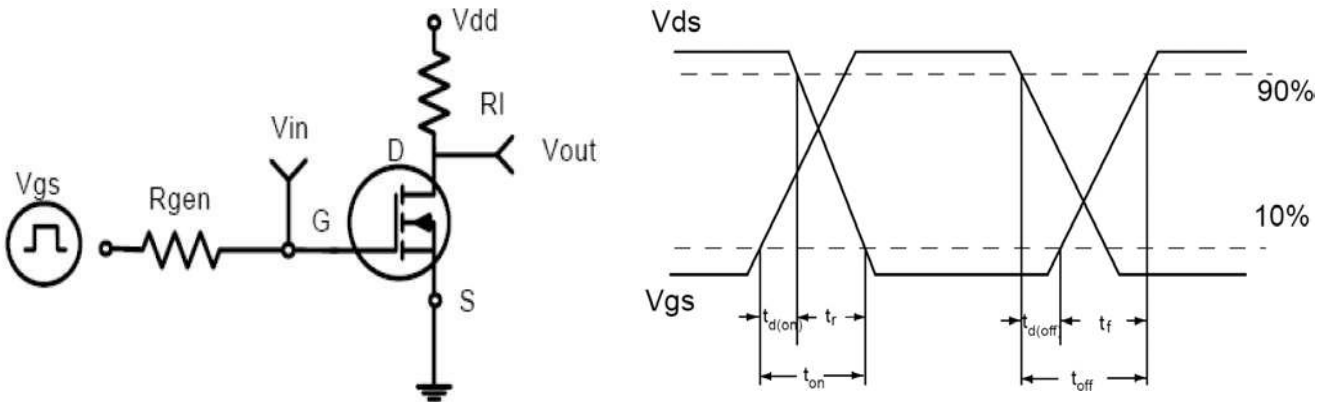 Vdd
Rl
Vin
D
Vout
Vgs
Rgen
G
S
Vds
90%
10%
Vgs
td(on)
tr
td(off)
tf
ton
toff